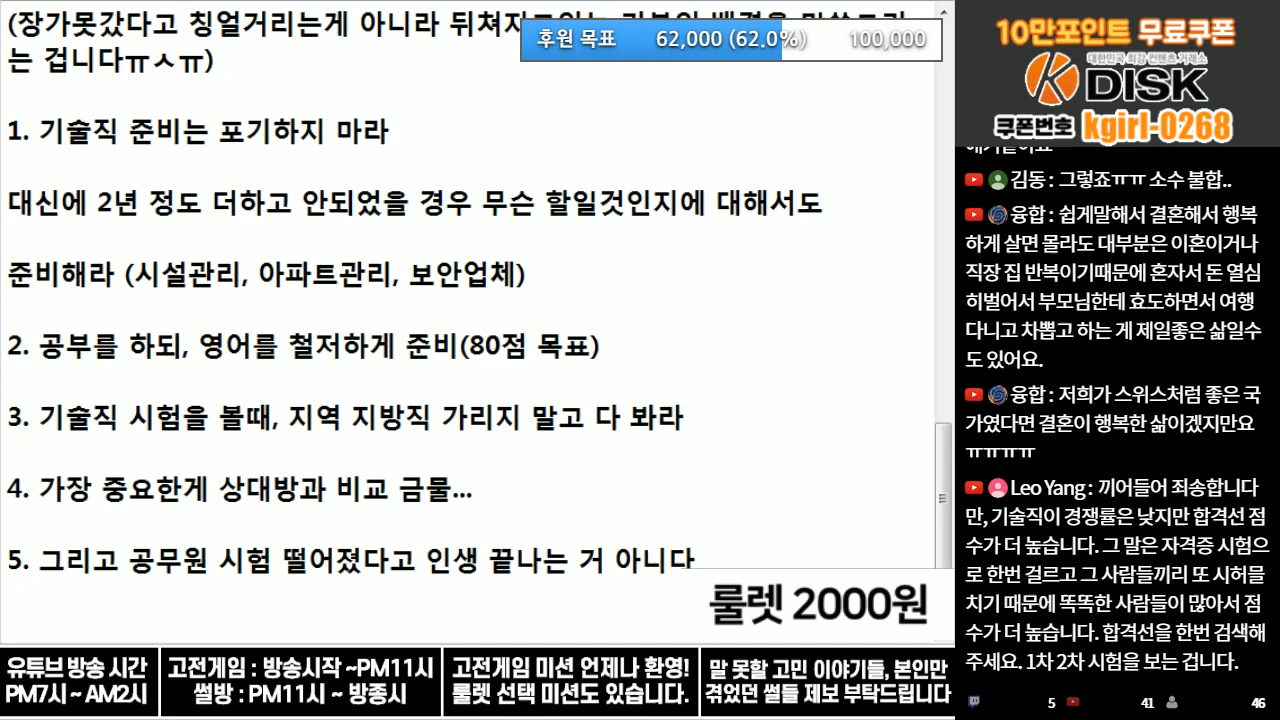 (장가못갔다고 칭얼거리는게 아니라
는 겁니다ㅠㅅㅠ)
후원 목표 62,000 (62.0%) 100,000
1. 기술직 준비는 포기하지 마라
대신에 2년 정도 더하고 안되었을 경우 무슨 할일것인지에 대해서도
준비해라 (시설관리, 아파트관리, 보안업체)
2. 공부를 하되, 영어를 철저하게 준비(80점 목표)
3. 기술직 시험을 볼때, 지역 지방직 가리지 말고 다 봐라
4. 가장 중요한게 상대방과 비교 금물...
5. 그리고 공무원 시험 떨어졌다고 인생 끝나는 거 아니다
룰렛 2000원
유튜브 방송 시간
PM7시 ~ AM2시
고전게임 : 방송시작 ~PM11시
썰방 : PM11시 ~ 방종시
고전게임 미션 언제나 환영!
룰렛 선택 미션도 있습니다.
말 못할 고민 이야기들, 본인만
겪었던 썰들 제보 부탁드립니다
10만포인트 무료쿠폰
대한민국 최강 컨텐츠 거래소
K DISK
쿠폰번호 kgirl-0268
김동 : 그렇죠ㅠㅠ 소수 불합..
융합 : 쉽게말해서 결혼해서 행복
하게 살면 몰라도 대부분은 이혼이거나
직장 집 반복이기때문에 혼자서 돈 열심
히벌어서 부모님한테 효도하면서 여행
다니고 차뽑고 하는 게 제일좋은 삶일수
도 있어요.
융합 : 저희가 스위스처럼 좋은 국
가였다면 결혼이 행복한 삶이겠지만요
ㅠㅠㅠㅠ
Leo Yang : 끼어들어 죄송합니다
만, 기술직이 경쟁률은 낮지만 합격선 점
수가 더 높습니다. 그 말은 자격증 시험으
로 한번 걸르고 그 사람들끼리 또 시허믈
치기 때문에 똑똑한 사람들이 많아서 점
수가 더 높습니다. 합격선을 한번 검색해
주세요. 1차 2차 시험을 보는 겁니다.
5 41 46